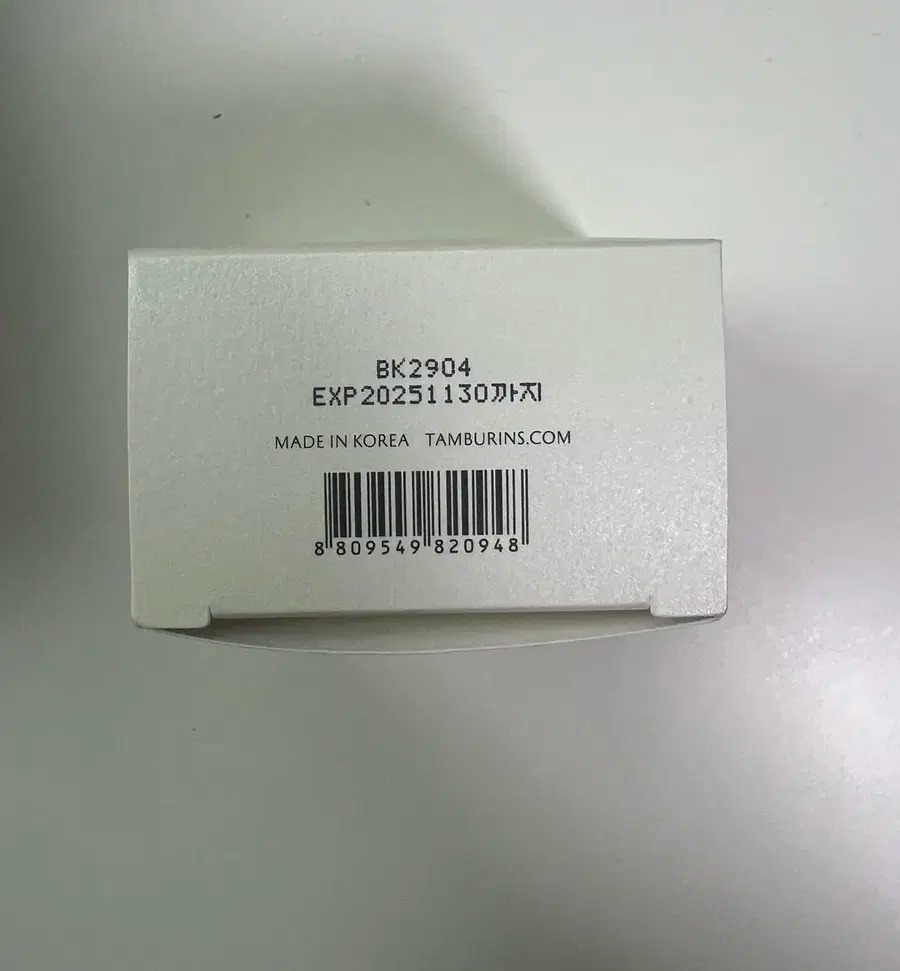 BK2904
EXP20251130까지
MADE IN KOREA TAMBURINS.COM
8 809549 820948